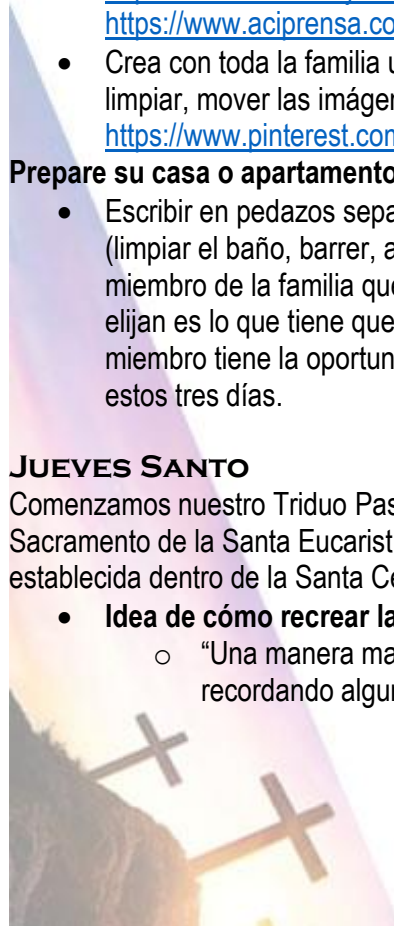 https://www.aciprensa.co
• Crea con toda la familia u
limpiar, mover las imáge
https://www.pinterest.con
Prepare su casa o apartamento
• Escribir en pedazos sepa
(limpiar el baño, barrer, a
miembro de la familia que
elijan es lo que tiene que
miembro tiene la oportun
estos tres días.
JUEVES SANTO
Comenzamos nuestro Triduo Pas
Sacramento de la Santa Eucarist
establecida dentro de la Santa Ce
• Idea de cómo recrear la
o “Una manera ma
recordando algu